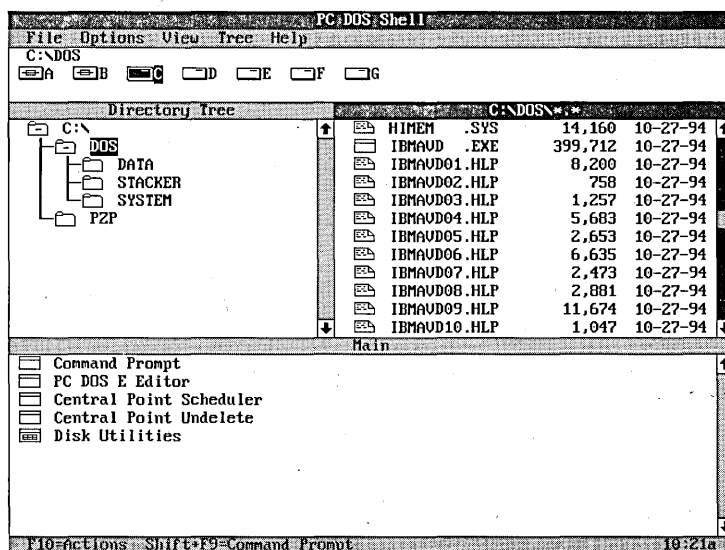 PC DOS Shell
File Options View Tree Help
C:\DOS
A B C D E F G
Directory Tree
C:\
DOS
DATA
STACKER
SYSTEM
PZP
C:\DOS\*.*
HIMEM .SYS 14,160 10-27-94
IBMAVD .EXE 399,712 10-27-94
IBMAVD01.HLP 8,200 10-27-94
IBMAVD02.HLP 758 10-27-94
IBMAVD03.HLP 1,257 10-27-94
IBMAVD04.HLP 5,683 10-27-94
IBMAVD05.HLP 2,653 10-27-94
IBMAVD06.HLP 6,635 10-27-94
IBMAVD07.HLP 2,473 10-27-94
IBMAVD08.HLP 2,881 10-27-94
IBMAVD09.HLP 11,674 10-27-94
IBMAVD10.HLP 1,047 10-27-94
Main
Command Prompt
PC DOS E Editor
Central Point Scheduler
Central Point Undelete
Disk Utilities
F10=Actions Shift+F9=Command Prompt 10:21a